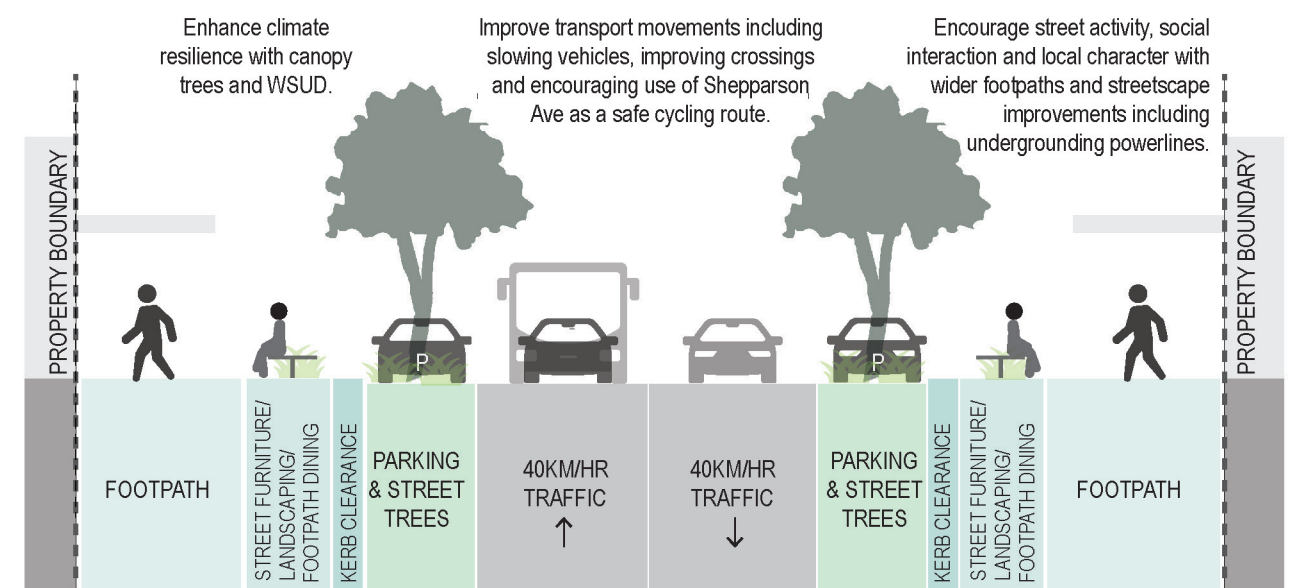 Enhance climate
resilience with canopy
trees and WSUD.
Improve transport movements including
slowing vehicles, improving crossings
and encouraging use of Shepparson
Ave as a safe cycling route.
Encourage street activity, social
interaction and local character with
wider footpaths and streetscape
improvements including
undergrounding powerlines.
PROPERTY BOUNDARY
P
P
PROPERTY BOUNDARY
FOOTPATH
STREET FURNITURE/
LANDSCAPING/
FOOTPATH DINING
KERB CLEARANCE
PARKING
& STREET
TREES
40KM/HR
TRAFFIC
↑
40KM/HR
TRAFFIC
↓
PARKING
& STREET
TREES
KERB CLEARANCE
STREET FURNITURE/
LANDSCAPING/
FOOTPATH DINING
FOOTPATH